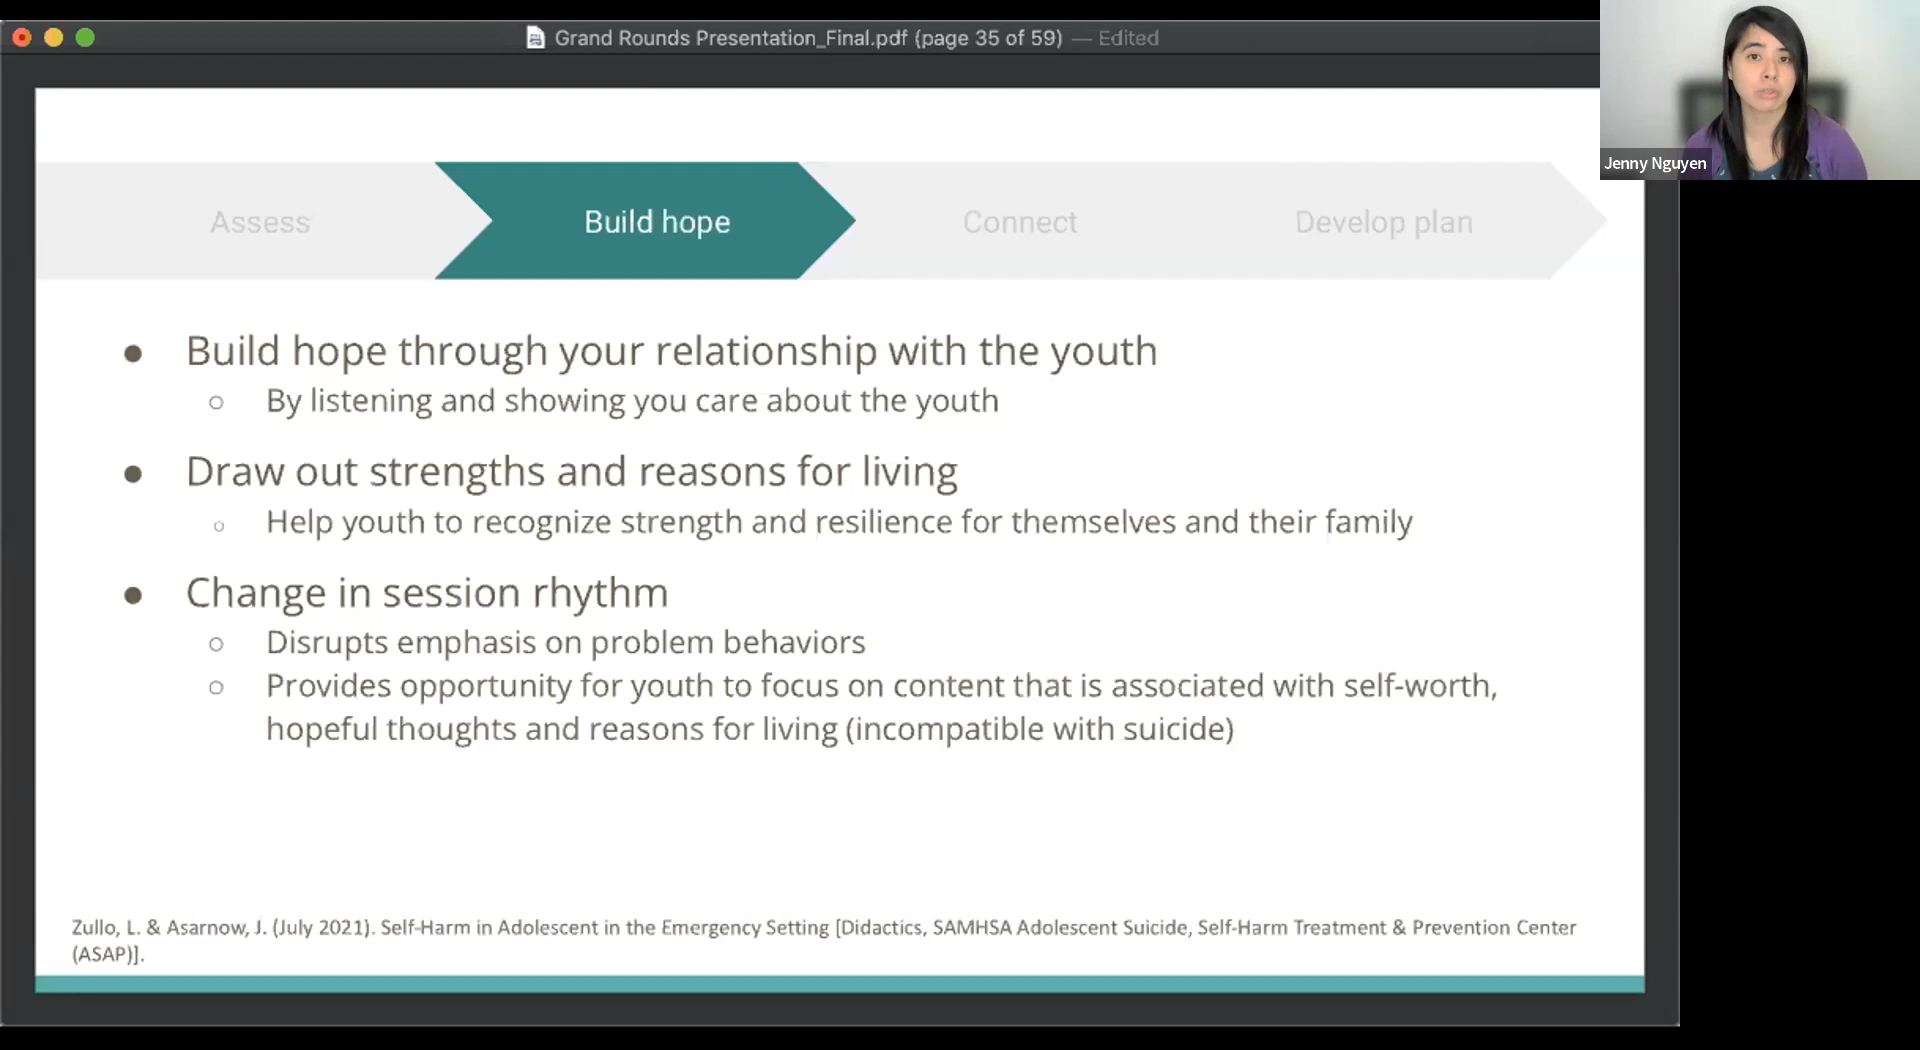 Grand Rounds Presentation_Final.pdf (page 35 of 59) — Edited
Jenny Nguyen
Assess
Build hope
Connect
Develop plan
● Build hope through your relationship with the youth
○ By listening and showing you care about the youth
● Draw out strengths and reasons for living
○ Help youth to recognize strength and resilience for themselves and their family
● Change in session rhythm
○ Disrupts emphasis on problem behaviors
○ Provides opportunity for youth to focus on content that is associated with self-worth,
hopeful thoughts and reasons for living (incompatible with suicide)
Zullo, L. & Asarnow, J. (July 2021). Self-Harm in Adolescent in the Emergency Setting [Didactics, SAMHSA Adolescent Suicide, Self-Harm Treatment & Prevention Center
(ASAP)].